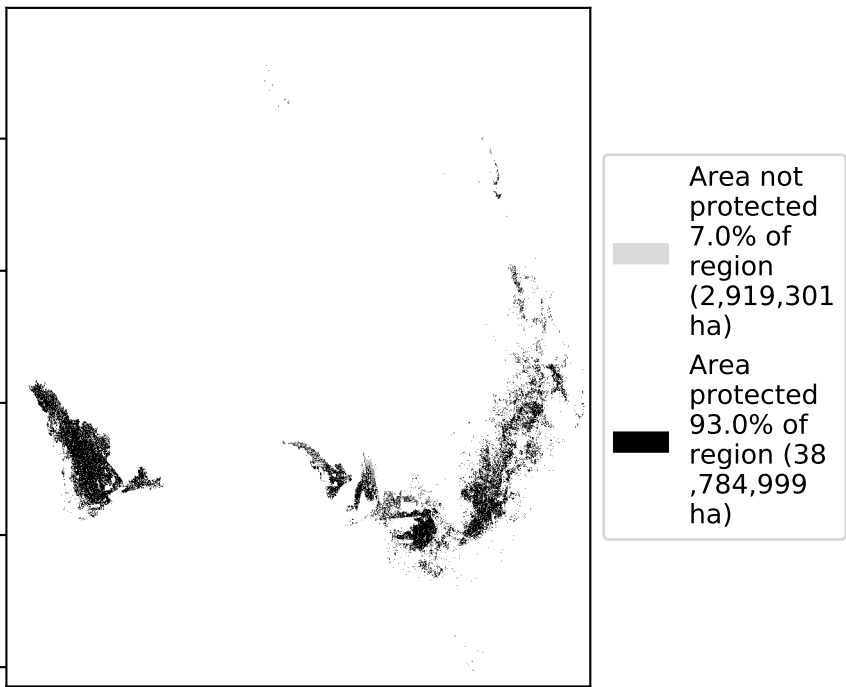 Area not
protected
7.0% of
region
(2,919,301
ha)
Area
protected
93.0% of
region (38
,784,999
ha)